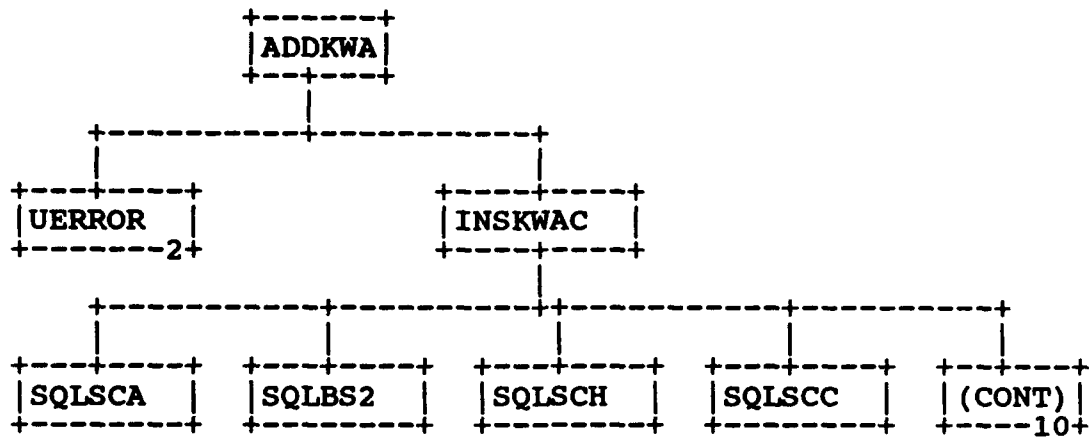 ADDKWA
UERROR INSKWAC
2
SQLSCA SQLBS2 SQLSCH SQLSCC (CONT)
10